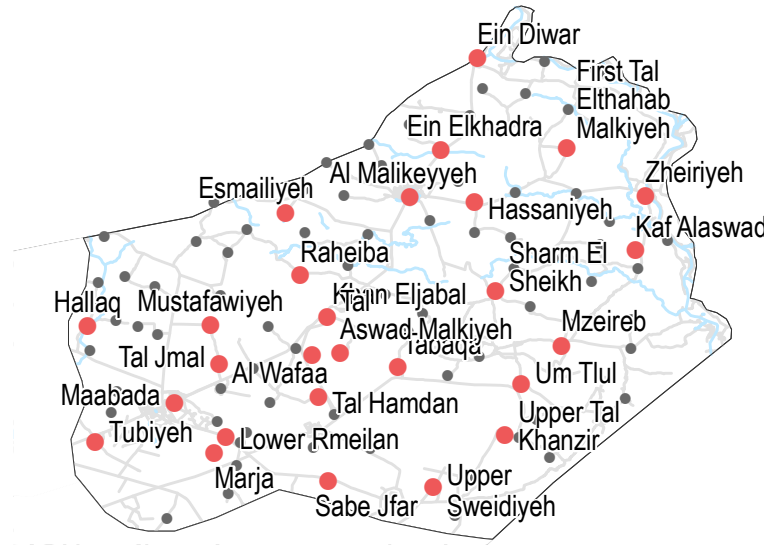 Ein Diwar
First Tal
Elthahab
Malkiyeh
Ein Elkhadra
Al Malikeyyeh
Zheiriyeh
Esmailiyeh
Hassaniyeh
Kaf Alaswad
Raheiba
Sharm El
Sheikh
Khan Eljabal
Tal
Aswad-Malkiyeh
Hallaq
Mustafawiyeh
Mzeireb
Tabaqa
Tal Jmal
Al Wafaa
Um Tlul
Maabada
Tal Hamdan
Upper Tal
Khanzir
Tubiyeh
Lower Rmeilan
Marja
Sabe Jfar
Upper
Sweidiyeh